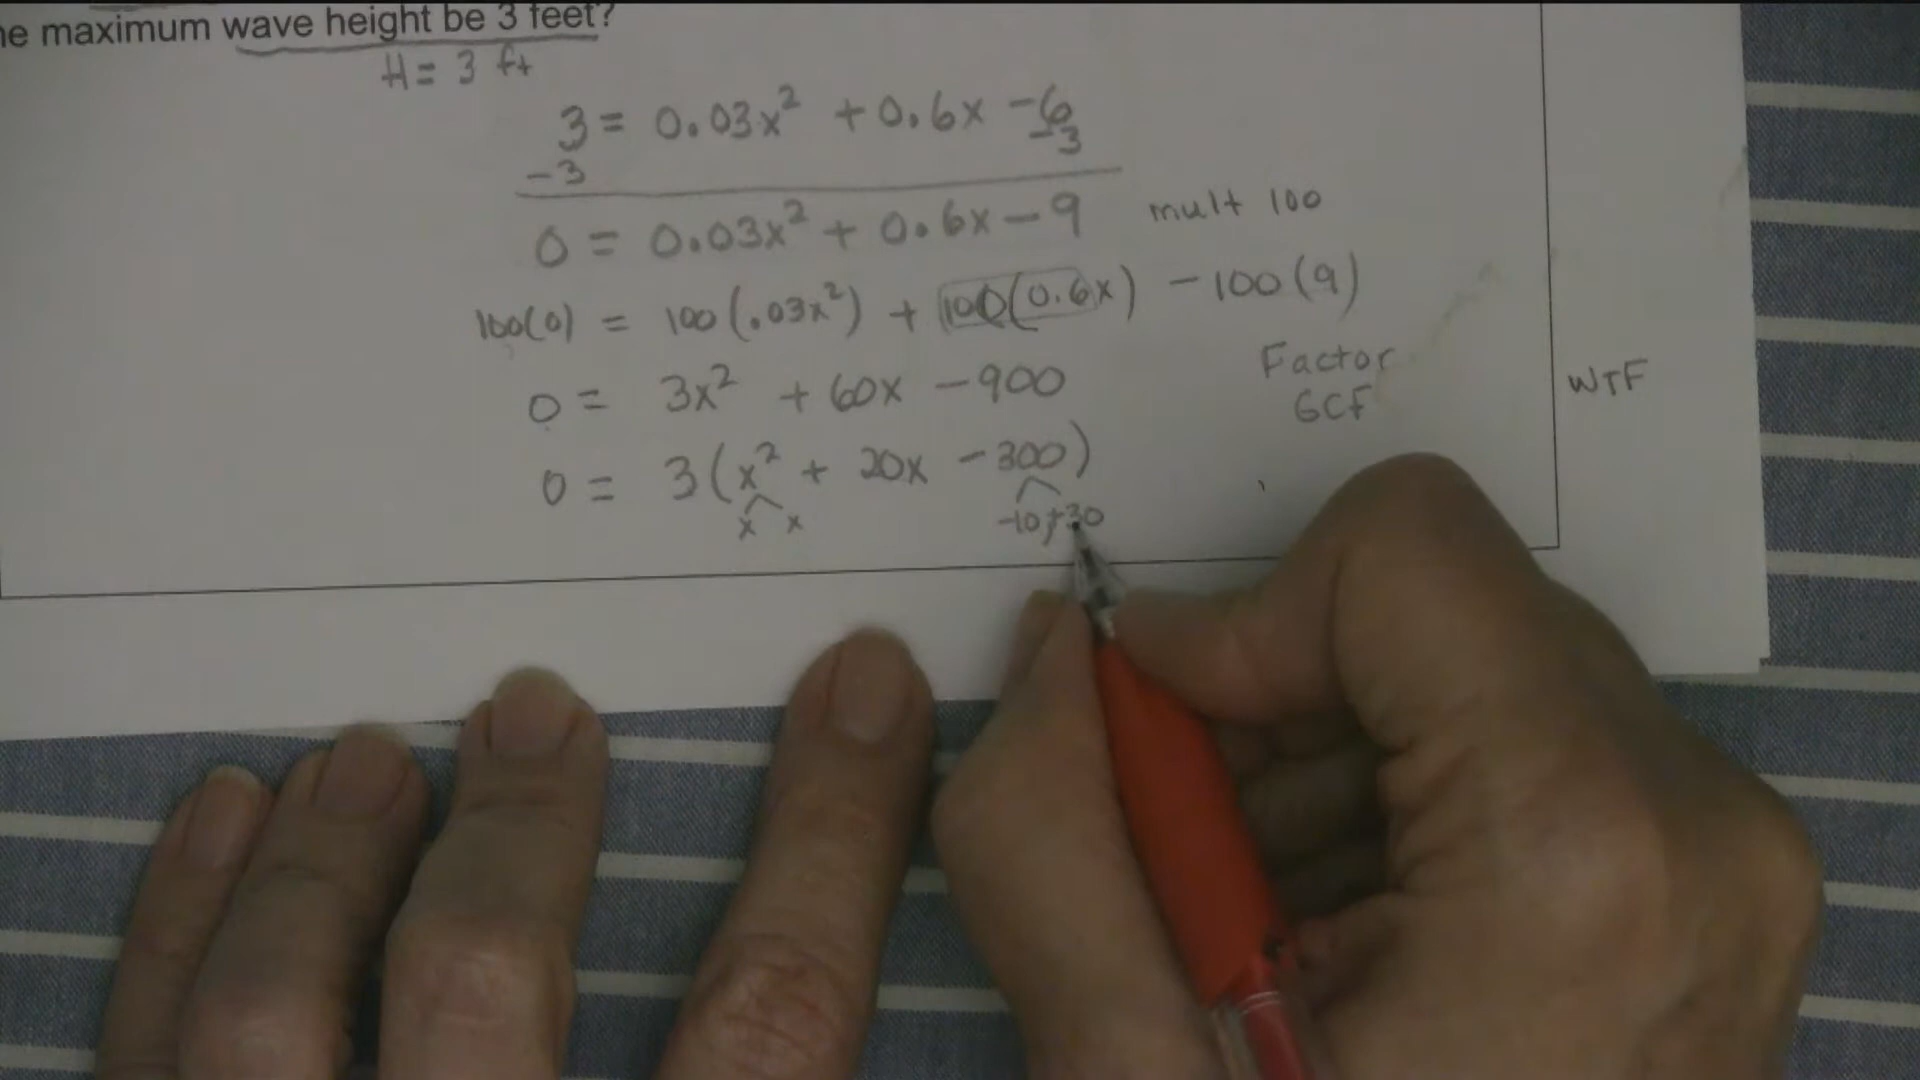 he maximum wave height be 3 feet?
H = 3 ft
3 = 0.03x² + 0.6x - 6
-3 -3
0 = 0.03x² + 0.6x - 9 mult 100
100(0) = 100(.03x²) + 100(0.6x) - 100(9)
0 = 3x² + 60x - 900 Factor GCF
WTF
0 = 3(x² + 20x - 300)
x x -10, +30